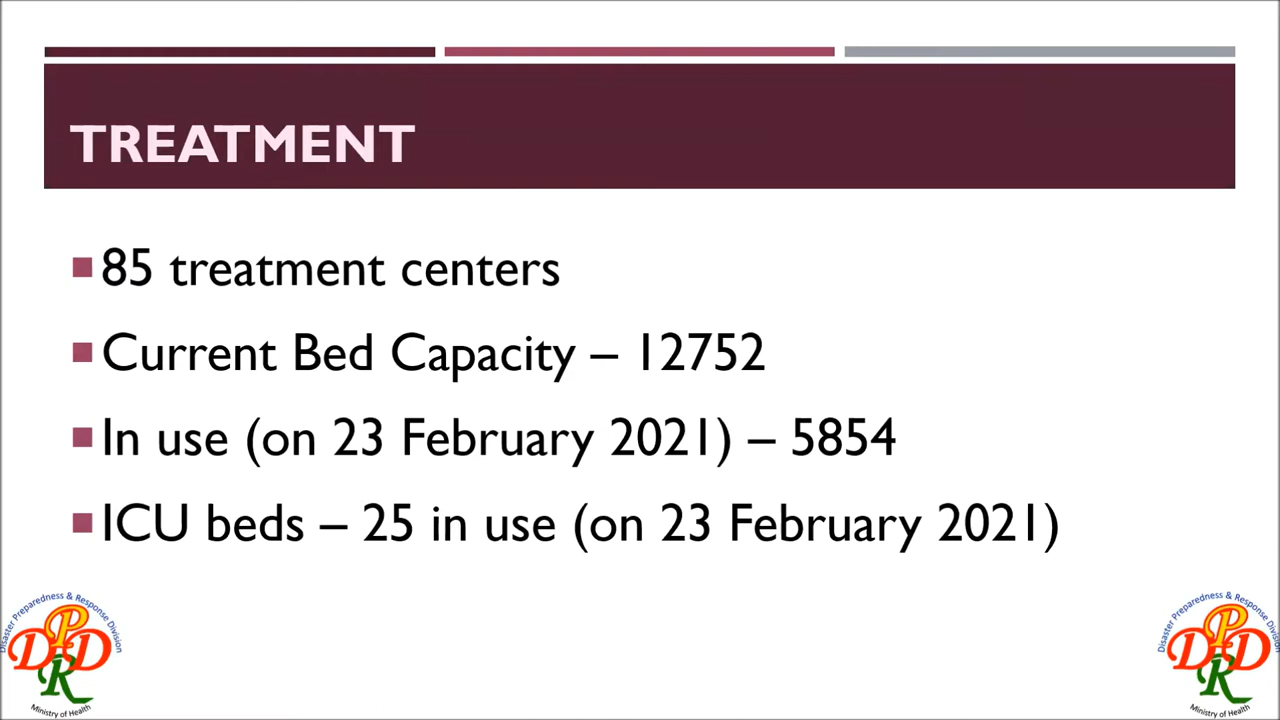 TREATMENT
85 treatment centers
Current Bed Capacity – 12752
In use (on 23 February 2021) – 5854
ICU beds – 25 in use (on 23 February 2021)
Disaster Preparedness & Response Division
DPRD
Ministry of Health
Disaster Preparedness & Response Division
DPRD
Ministry of Health